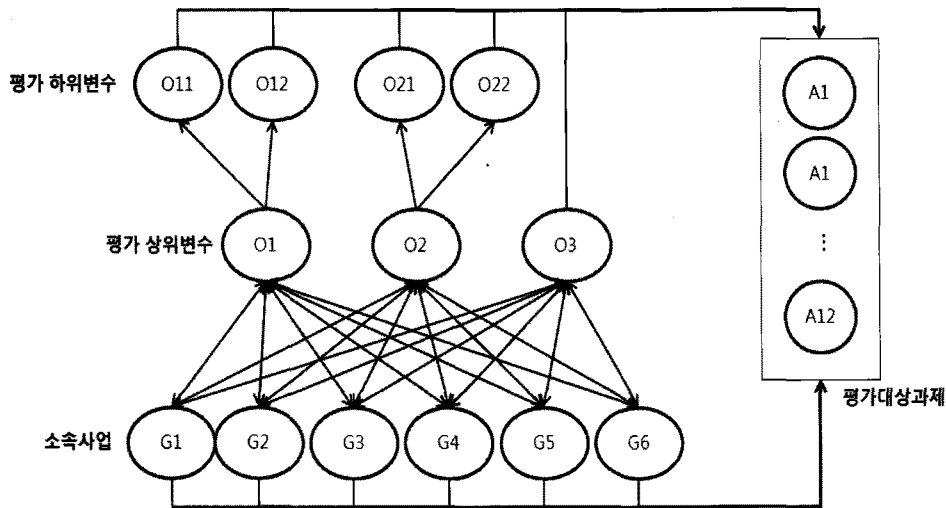 평가 하위변수 O11 O12 O21 O22 A1
A1
평가 상위변수 O1 O2 O3 ⋮
A12
평가대상과제
소속사업 G1 G2 G3 G4 G5 G6